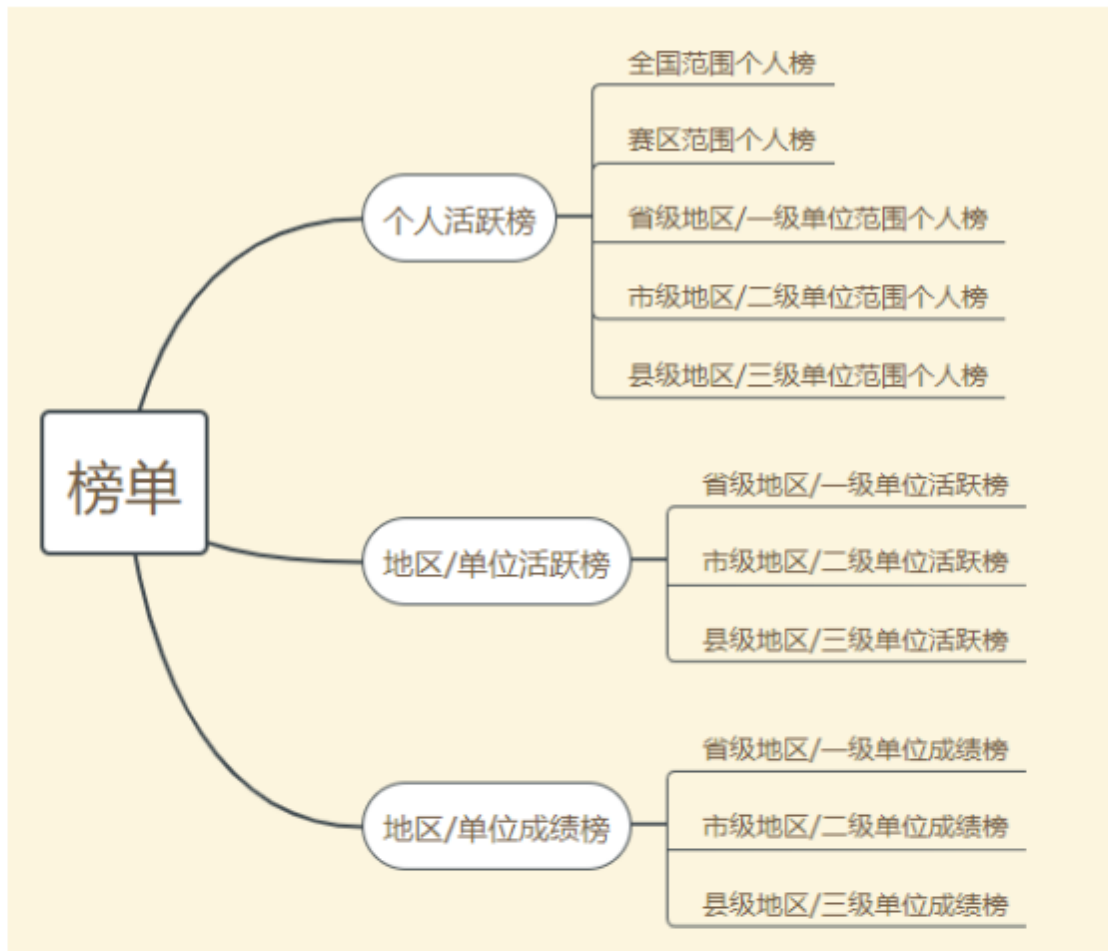 榜单
个人活跃榜
全国范围个人榜
赛区范围个人榜
省级地区/一级单位范围个人榜
市级地区/二级单位范围个人榜
县级地区/三级单位范围个人榜
地区/单位活跃榜
省级地区/一级单位活跃榜
市级地区/二级单位活跃榜
县级地区/三级单位活跃榜
地区/单位成绩榜
省级地区/一级单位成绩榜
市级地区/二级单位成绩榜
县级地区/三级单位成绩榜